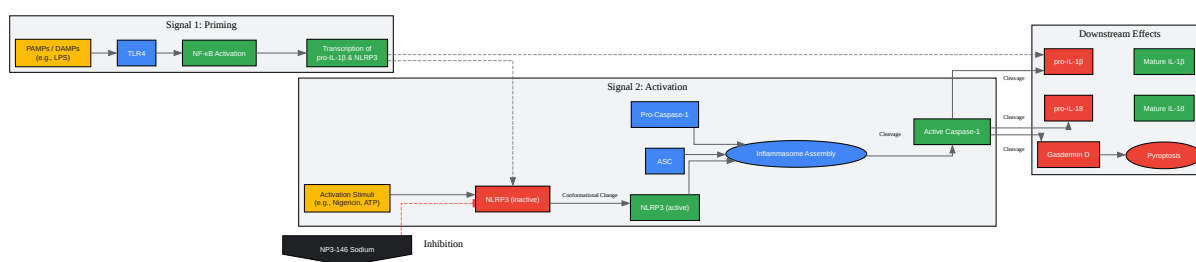 Signal 1: Priming
PAMPs / DAMPs
(e.g., LPS)
TLR4
NF-κB Activation
Transcription of
pro-IL-1β & NLRP3
Downstream Effects
pro-IL-1β
Mature IL-1β
Cleavage
pro-IL-18
Mature IL-18
Cleavage
Cleavage
Gasdermin D
Pyroptosis
Signal 2: Activation
Pro-Caspase-1
ASC
Inflammasome Assembly
Cleavage
Active Caspase-1
Activation Stimuli
(e.g., Nigericin, ATP)
NLRP3 (inactive)
Conformational Change
NLRP3 (active)
NP3-146 Sodium
Inhibition